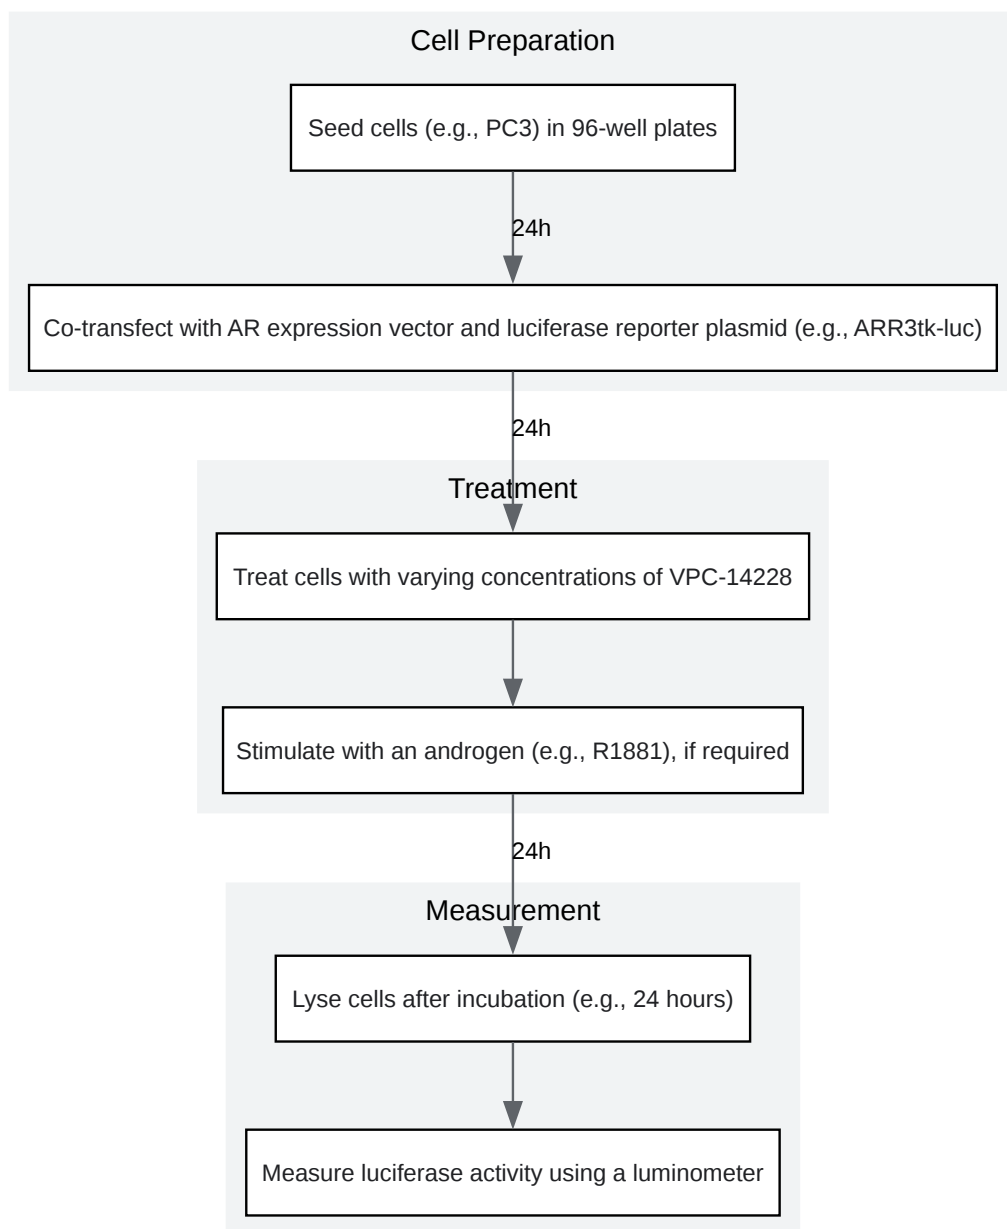 Cell Preparation
Seed cells (e.g., PC3) in 96-well plates
24h
Co-transfect with AR expression vector and luciferase reporter plasmid (e.g., ARR3tk-luc)
24h
Treatment
Treat cells with varying concentrations of VPC-14228
Stimulate with an androgen (e.g., R1881), if required
24h
Measurement
Lyse cells after incubation (e.g., 24 hours)
Measure luciferase activity using a luminometer